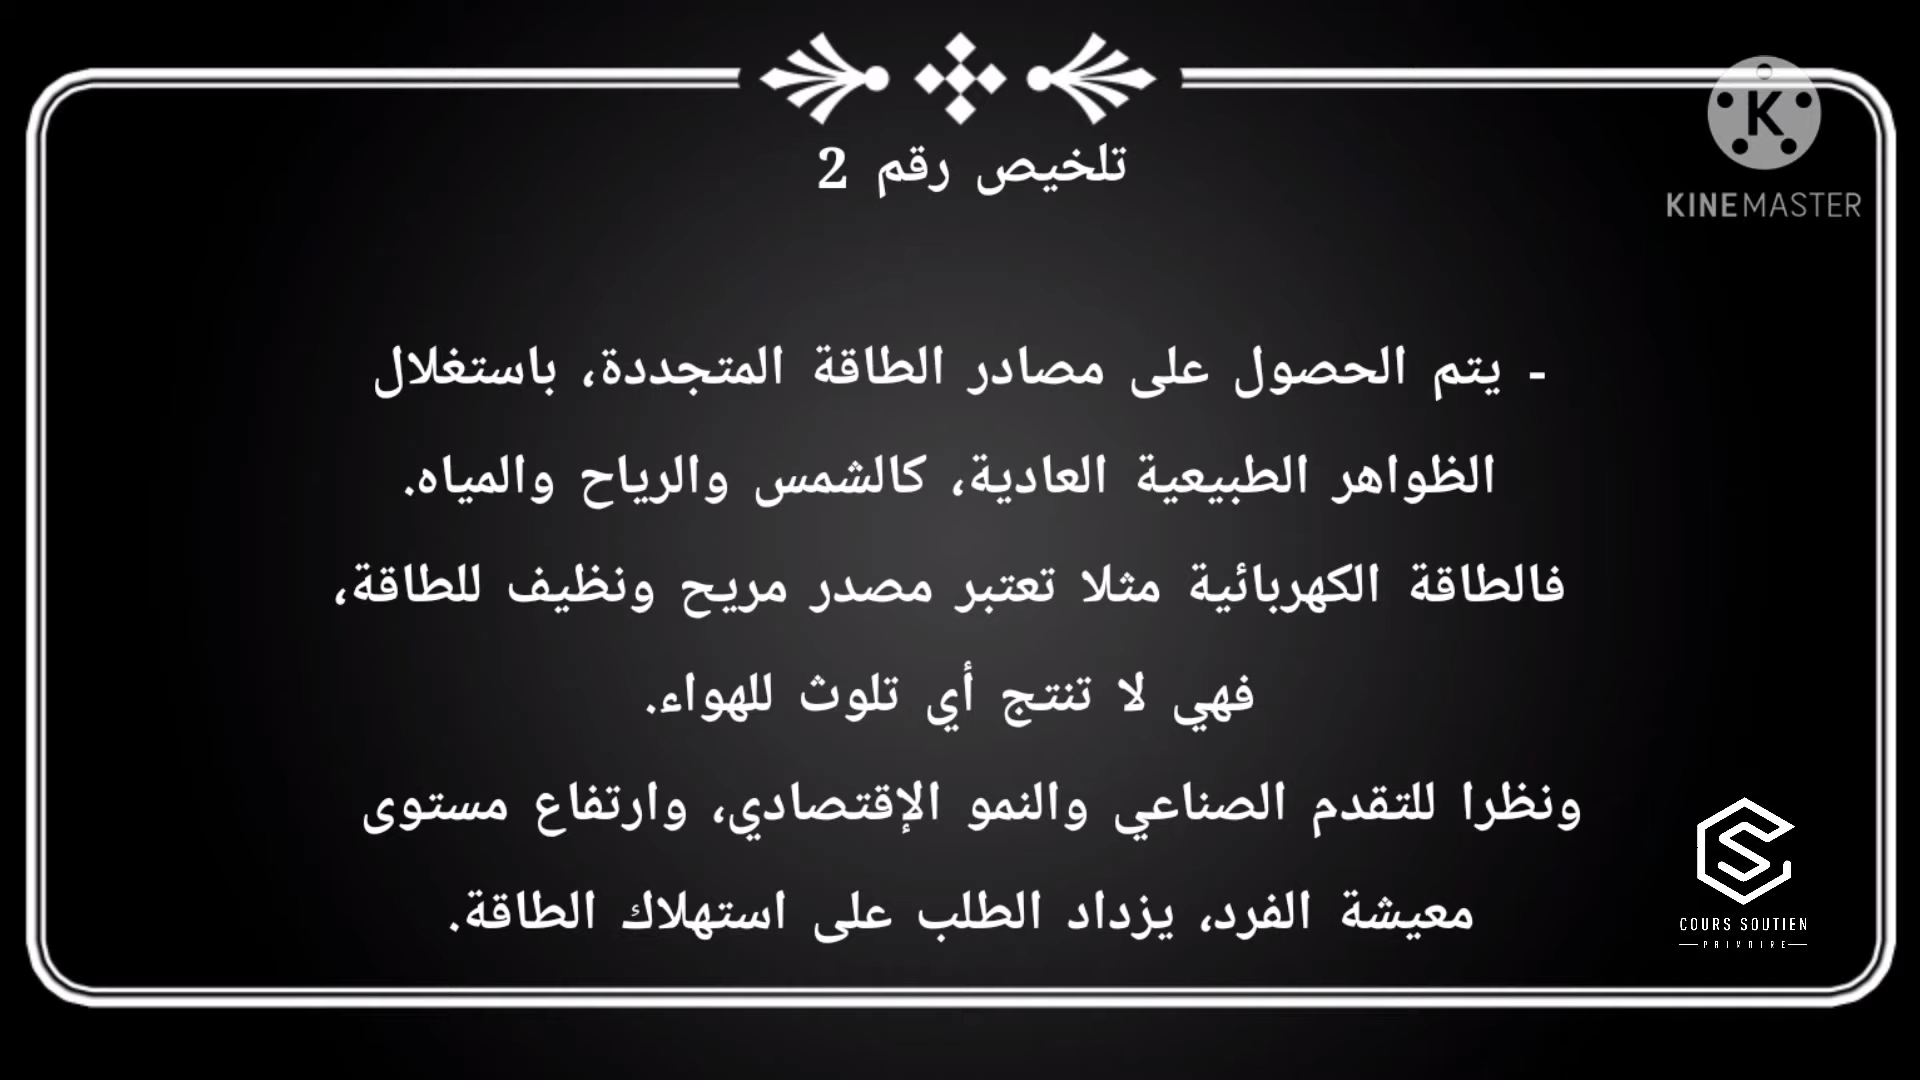 تلخيص رقم 2
KINEMASTER
- يتم الحصول على مصادر الطاقة المتجددة، باستغلال
الظواهر الطبيعية العادية، كالشمس والرياح والمياه.
فالطاقة الكهربائية مثلا تعتبر مصدر مريح ونظيف للطاقة،
فهي لا تنتج أي تلوث للهواء.
ونظرا للتقدم الصناعي والنمو الإقتصادي، وارتفاع مستوى
معيشة الفرد، يزداد الطلب على استهلاك الطاقة.
COURS SOUTIEN